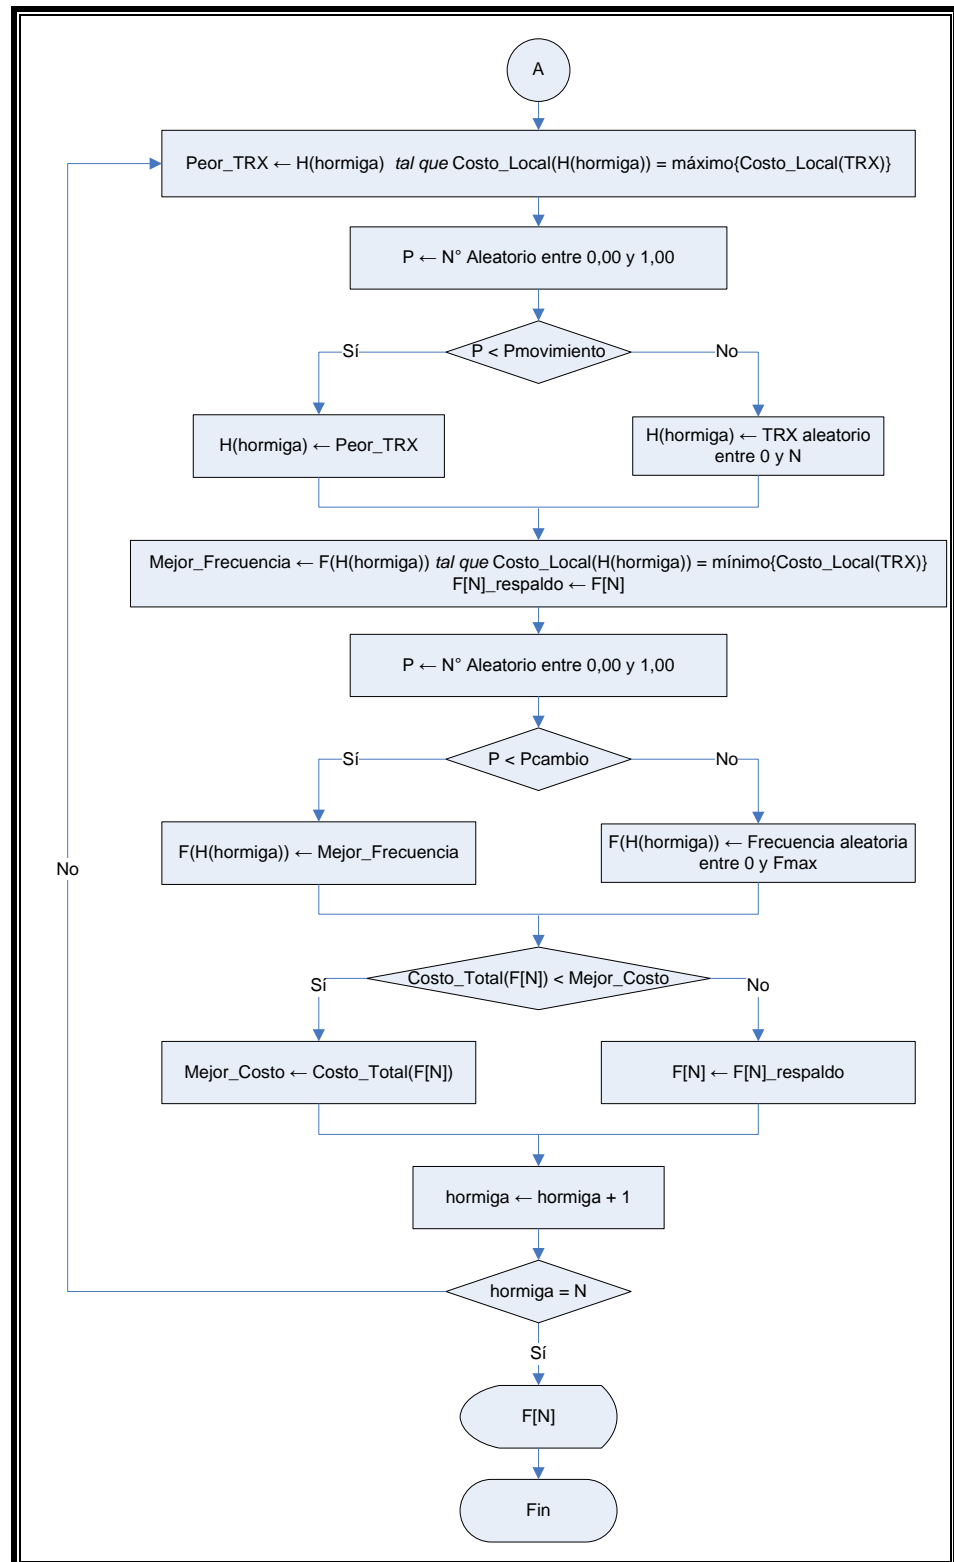 A
Peor_TRX ← H(hormiga) tal que Costo_Local(H(hormiga)) = máximo{Costo_Local(TRX)}
P ← N° Aleatorio entre 0,00 y 1,00
P < Pmovimiento
Sí
No
H(hormiga) ← Peor_TRX
H(hormiga) ← TRX aleatorio
entre 0 y N
Mejor_Frecuencia ← F(H(hormiga)) tal que Costo_Local(H(hormiga)) = mínimo{Costo_Local(TRX)}
F[N]_respaldo ← F[N]
P ← N° Aleatorio entre 0,00 y 1,00
P < Pcambio
Sí
No
F(H(hormiga)) ← Mejor_Frecuencia
F(H(hormiga)) ← Frecuencia aleatoria
entre 0 y Fmax
No
Costo_Total(F[N]) < Mejor_Costo
Sí
No
Mejor_Costo ← Costo_Total(F[N])
F[N] ← F[N]_respaldo
hormiga ← hormiga + 1
hormiga = N
Sí
F[N]
Fin